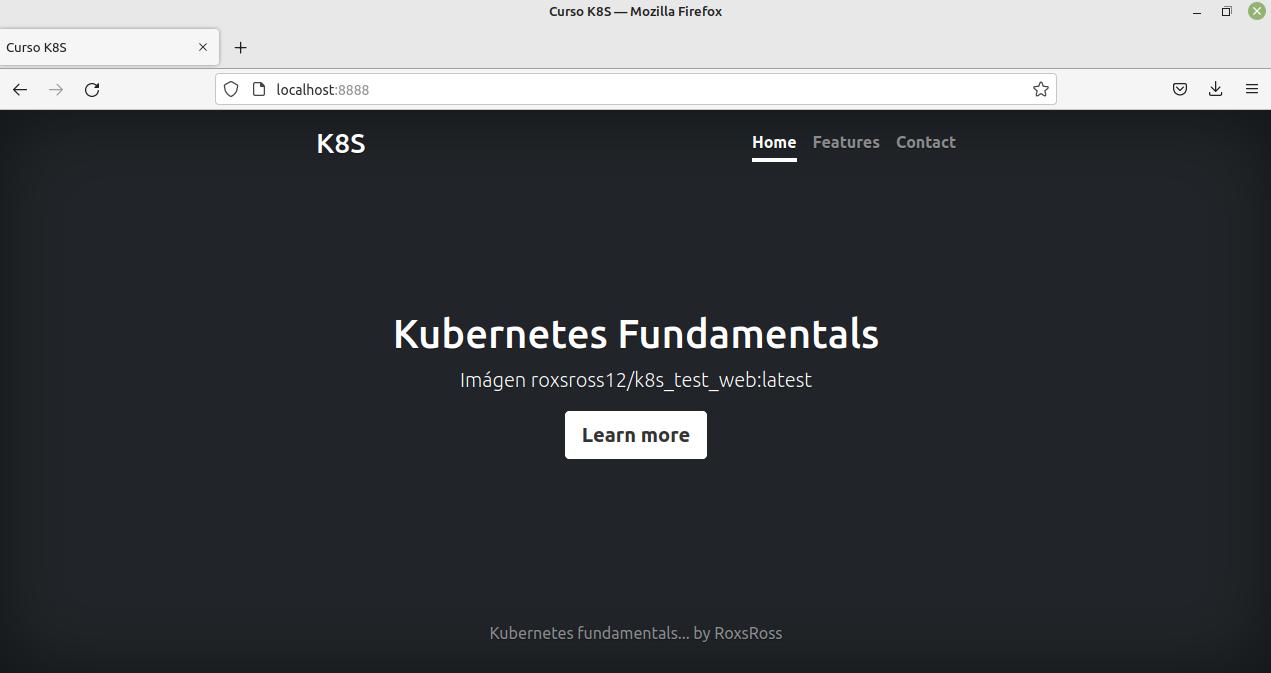 Curso K8S — Mozilla Firefox
Curso K8S
localhost:8888
K8S
Home Features Contact
Kubernetes Fundamentals
Imágen roxsross12/k8s_test_web:latest
Learn more
Kubernetes fundamentals... by RoxsRoss